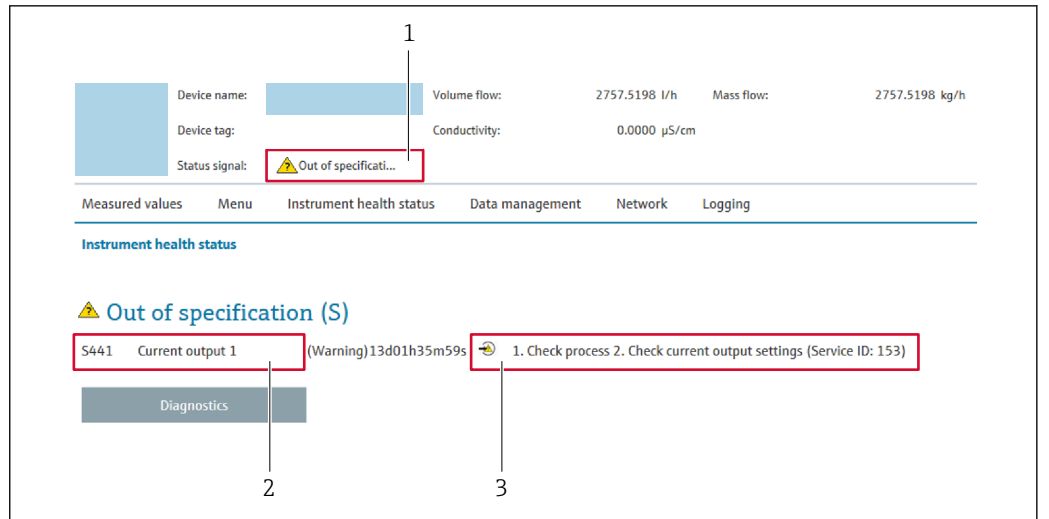 1
Device name: Volume flow: 2757.5198 l/h Mass flow: 2757.5198 kg/h
Device tag: Conductivity: 0.0000 µS/cm
Status signal: Out of specificati...
Measured values Menu Instrument health status Data management Network Logging
Instrument health status
Out of specification (S)
S441 Current output 1 (Warning)13d01h35m59s 1. Check process 2. Check current output settings (Service ID: 153)
Diagnostics
2 3